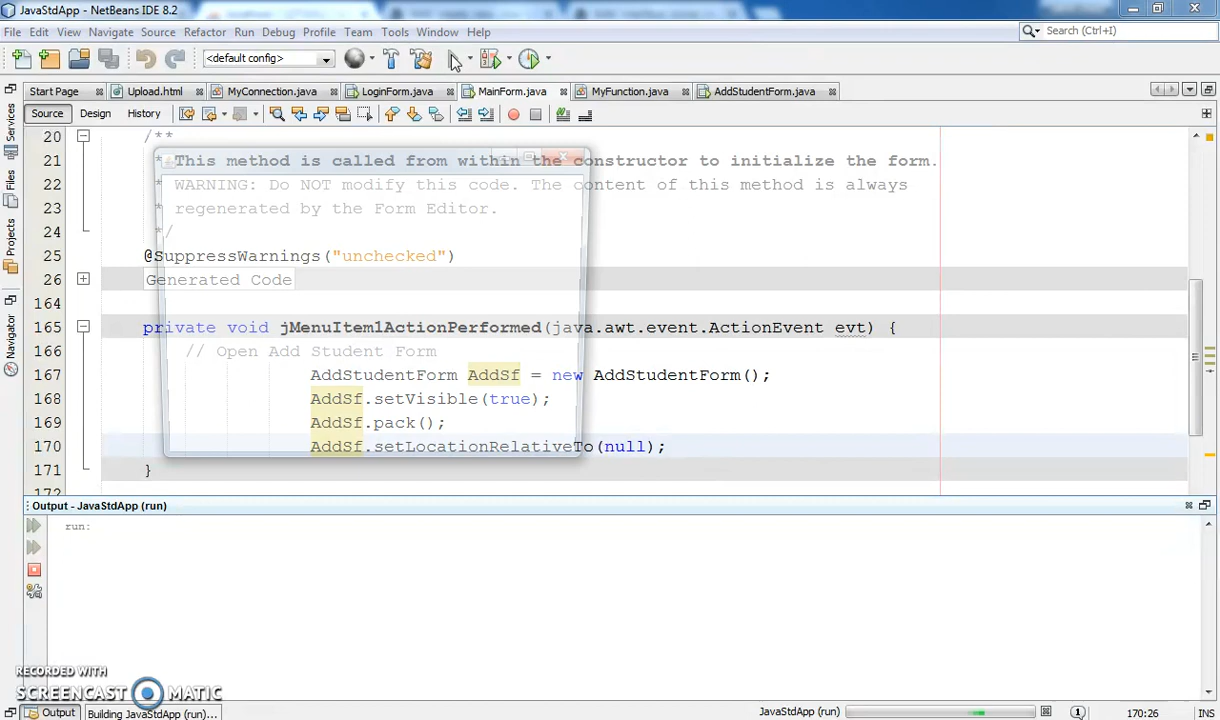 JavaStdApp - NetBeans IDE 8.2
File Edit View Navigate Source Refactor Run Debug Profile Team Tools Window Help
Search (Ctrl+I)
<default config>
Start Page Upload.html MyConnection.java LoginForm.java MainForm.java MyFunction.java AddStudentForm.java
Source Design History
Services
Files
Projects
Navigator
20 /**
21 * This method is called from within the constructor to initialize the form.
22 * WARNING: Do NOT modify this code. The content of this method is always
23 * regenerated by the Form Editor.
24 */
25 @SuppressWarnings("unchecked")
26 Generated Code
164
165 private void jMenuItem1ActionPerformed(java.awt.event.ActionEvent evt) {
166 // Open Add Student Form
167 AddStudentForm AddSf = new AddStudentForm();
168 AddSf.setVisible(true);
169 AddSf.pack();
170 AddSf.setLocationRelativeTo(null);
171 }
172
Output - JavaStdApp (run)
run:
RECORDED WITH
SCREENCAST MATIC
Output Building JavaStdApp (run)... JavaStdApp (run) 1 170:26 INS